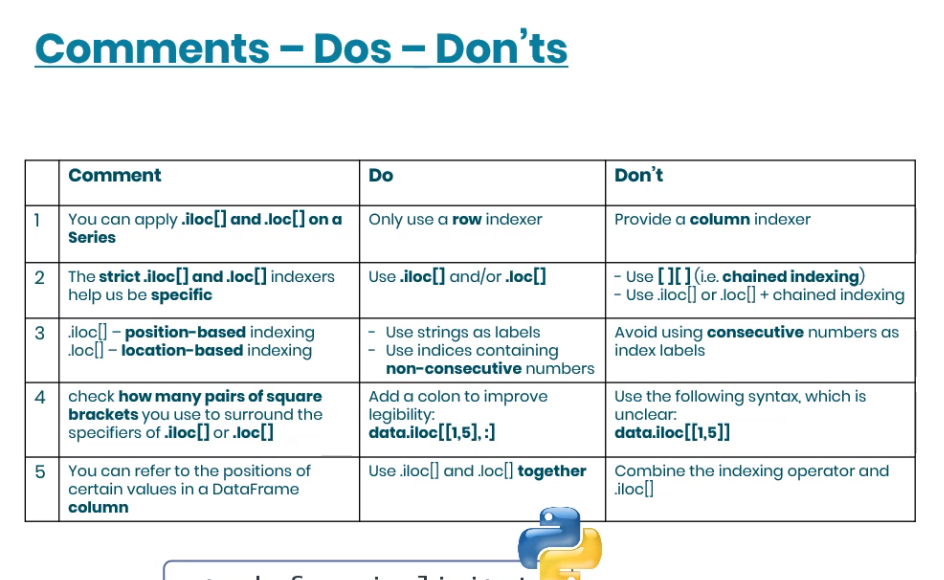 Comments – Dos – Don'ts
Comment Do Don't
1 You can apply .iloc[] and .loc[] on a Only use a row indexer Provide a column indexer
Series
2 The strict .iloc[] and .loc[] indexers Use .iloc[] and/or .loc[] - Use [ ][ ] (i.e. chained indexing)
help us be specific - Use .iloc[] or .loc[] + chained indexing
3 .iloc[] – position-based indexing - Use strings as labels Avoid using consecutive numbers as
.loc[] – location-based indexing - Use indices containing index labels
non-consecutive numbers
4 check how many pairs of square Add a colon to improve Use the following syntax, which is
brackets you use to surround the legibility: unclear:
specifiers of .iloc[] or .loc[] data.iloc[[1,5], :] data.iloc[[1,5]]
5 You can refer to the positions of Use .iloc[] and .loc[] together Combine the indexing operator and
certain values in a DataFrame .iloc[]
column